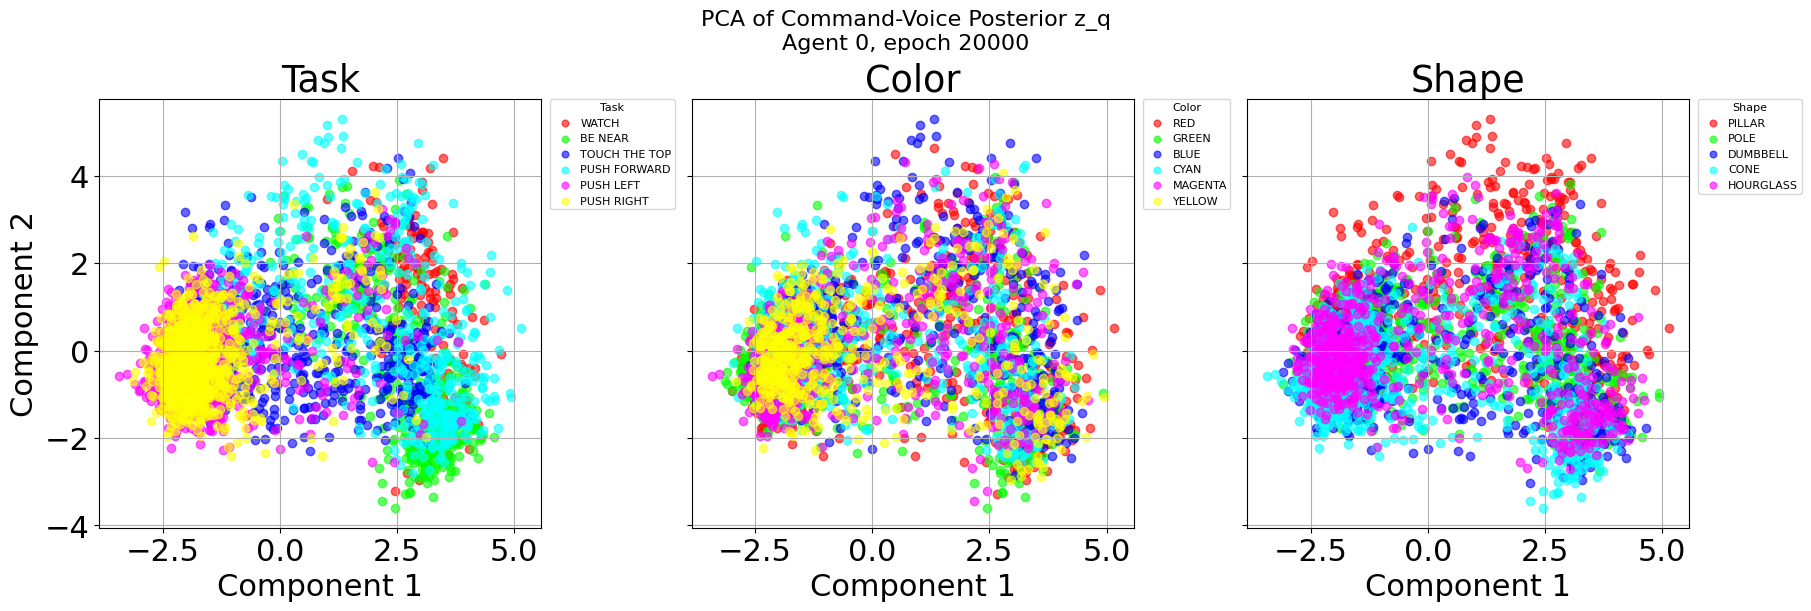 PCA of Command-Voice Posterior z_q
Agent 0, epoch 20000
Task
Color
Shape
Component 2
4
2
0
−2
−4
−2.5 0.0 2.5 5.0
Component 1
Task
WATCH
BE NEAR
TOUCH THE TOP
PUSH FORWARD
PUSH LEFT
PUSH RIGHT
−2.5 0.0 2.5 5.0
Component 1
Color
RED
GREEN
BLUE
CYAN
MAGENTA
YELLOW
−2.5 0.0 2.5 5.0
Component 1
Shape
PILLAR
POLE
DUMBBELL
CONE
HOURGLASS